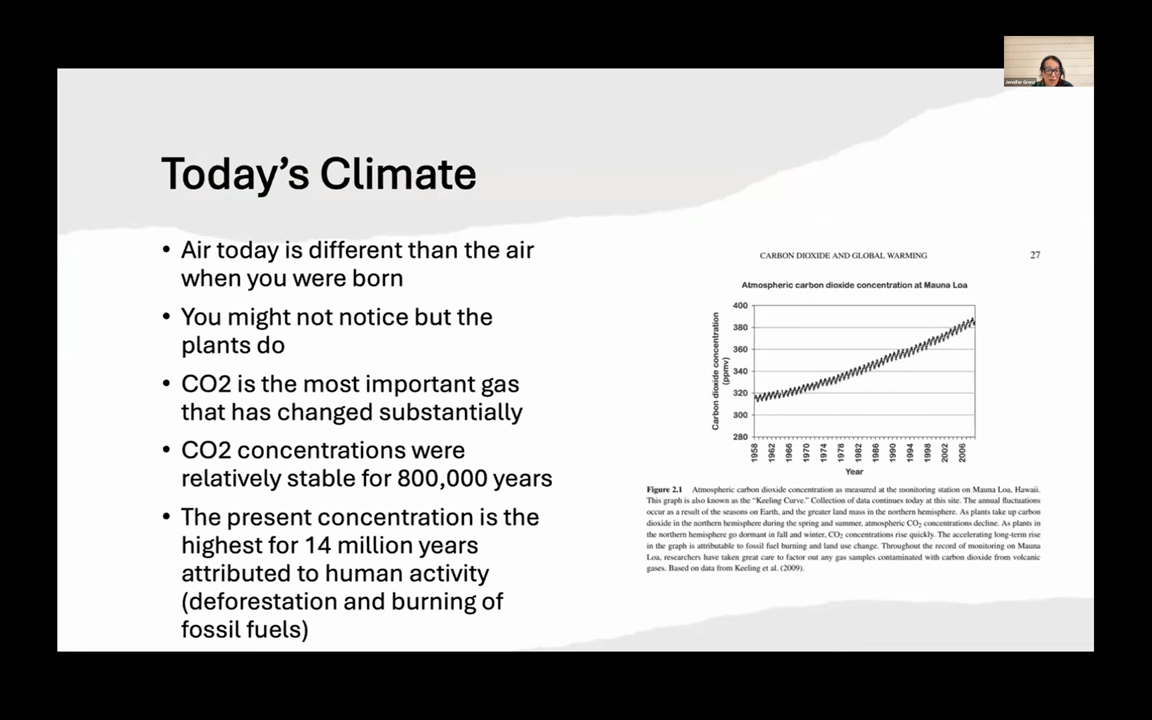 Today's Climate
• Air today is different than the air
when you were born
• You might not notice but the
plants do
• CO2 is the most important gas
that has changed substantially
• CO2 concentrations were
relatively stable for 800,000 years
• The present concentration is the
highest for 14 million years
attributed to human activity
(deforestation and burning of
fossil fuels)
CARBON DIOXIDE AND GLOBAL WARMING 27
Atmospheric carbon dioxide concentration at Mauna Loa
Carbon dioxide concentration
(ppmv)
400
380
360
340
320
300
280
1958 1962 1966 1970 1974 1978 1982 1986 1990 1994 1998 2002 2006
Year
Figure 2.1 Atmospheric carbon dioxide concentration as measured at the monitoring station on Mauna Loa, Hawaii.
This graph is also known as the “Keeling Curve.” Collection of data continues today at this site. The annual fluctuations
occur as a result of the seasons on Earth, and the greater land mass in the northern hemisphere. As plants take up carbon
dioxide in the northern hemisphere during the spring and summer, atmospheric CO2 concentrations decline. As plants in
the northern hemisphere go dormant in fall and winter, CO2 concentrations rise quickly. The accelerating long-term rise
in the graph is attributable to fossil fuel burning and land use change. Throughout the record of monitoring on Mauna
Loa, researchers have taken great care to factor out any gas samples contaminated with carbon dioxide from volcanic
gases. Based on data from Keeling et al. (2009).